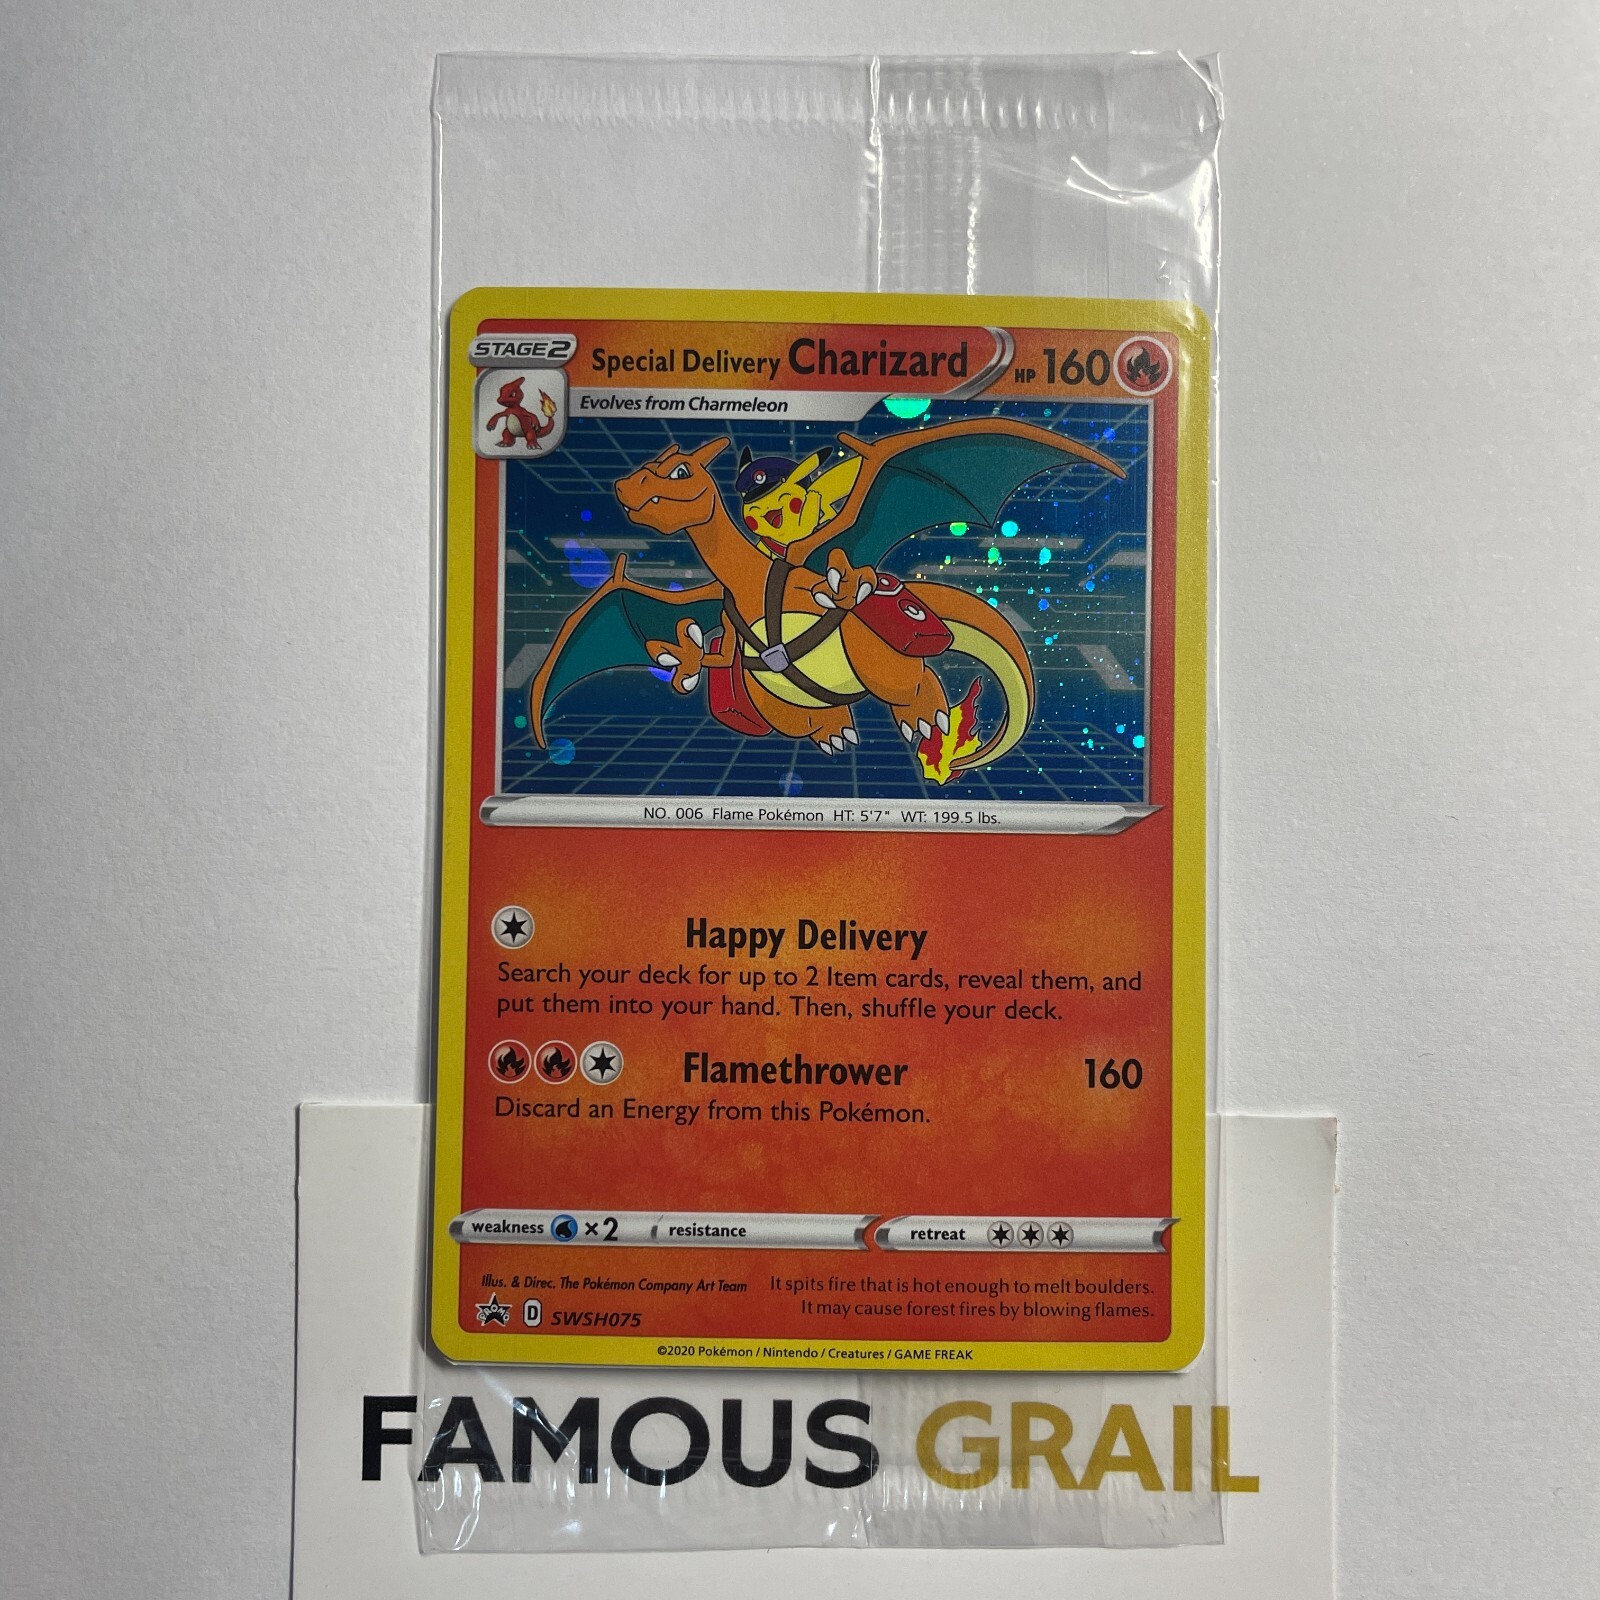 STAGE2
Special Delivery Charizard HP 160
Evolves from Charmeleon
NO. 006 Flame Pokémon HT: 5'7" WT: 199.5 lbs.
Happy Delivery
Search your deck for up to 2 Item cards, reveal them, and
put them into your hand. Then, shuffle your deck.
Flamethrower 160
Discard an Energy from this Pokémon.
weakness ×2 resistance retreat
Illus. & Direc. The Pokémon Company Art Team
It spits fire that is hot enough to melt boulders.
It may cause forest fires by blowing flames.
PROMO D SWSH075
©2020 Pokémon / Nintendo / Creatures / GAME FREAK
FAMOUS GRAIL